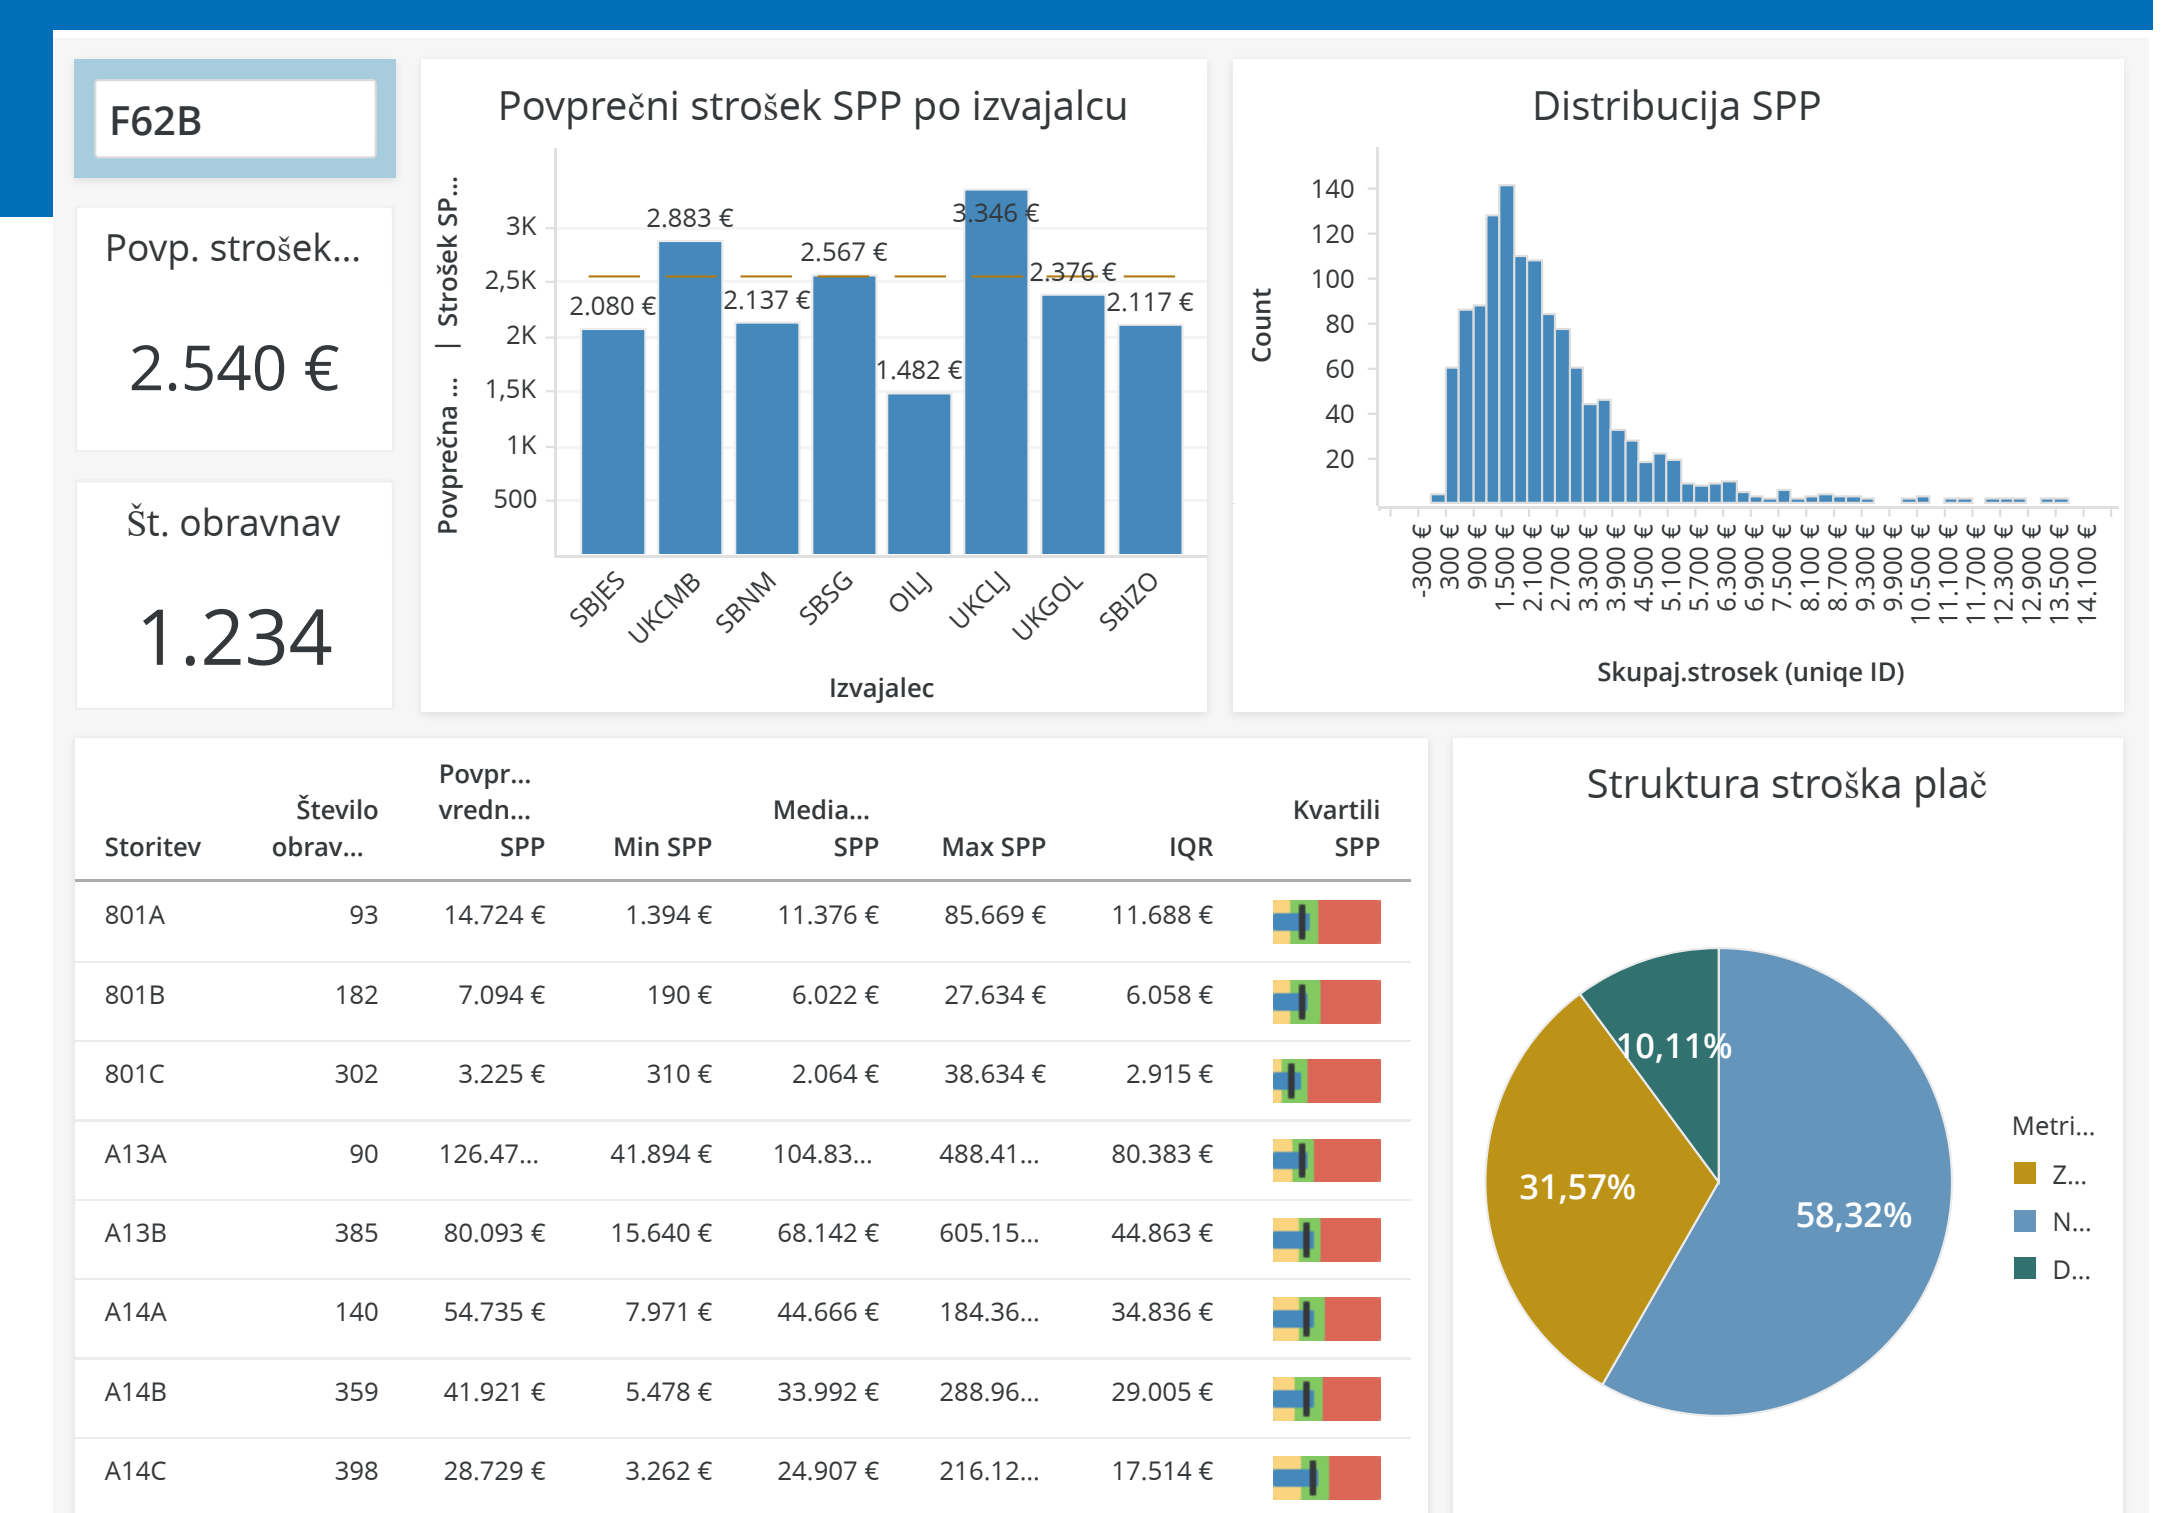 F62B
Povp. strošek...
2.540 €
Št. obravnav
1.234
Povprečni strošek SPP po izvajalcu
Povprečna ... | Strošek SP...
3K
2,5K
2K
1,5K
1K
500
2.080 €
2.883 €
2.137 €
2.567 €
1.482 €
3.346 €
2.376 €
2.117 €
SBJES
UKCMB
SBNM
SBSG
OILJ
UKCLJ
UKGOL
SBIZO
Izvajalec
Distribucija SPP
Count
140
120
100
80
60
40
20
-300 €
300 €
900 €
1.500 €
2.100 €
2.700 €
3.300 €
3.900 €
4.500 €
5.100 €
5.700 €
6.300 €
6.900 €
7.500 €
8.100 €
8.700 €
9.300 €
9.900 €
10.500 €
11.100 €
11.700 €
12.300 €
12.900 €
13.500 €
14.100 €
Skupaj.strosek (uniqe ID)
Storitev Število obrav... Povpr... vredn... SPP Min SPP Media... SPP Max SPP IQR Kvartili SPP
801A 93 14.724 € 1.394 € 11.376 € 85.669 € 11.688 €
801B 182 7.094 € 190 € 6.022 € 27.634 € 6.058 €
801C 302 3.225 € 310 € 2.064 € 38.634 € 2.915 €
A13A 90 126.47... 41.894 € 104.83... 488.41... 80.383 €
A13B 385 80.093 € 15.640 € 68.142 € 605.15... 44.863 €
A14A 140 54.735 € 7.971 € 44.666 € 184.36... 34.836 €
A14B 359 41.921 € 5.478 € 33.992 € 288.96... 29.005 €
A14C 398 28.729 € 3.262 € 24.907 € 216.12... 17.514 €
Struktura stroška plač
10,11%
31,57%
58,32%
Metri...
Z...
N...
D...